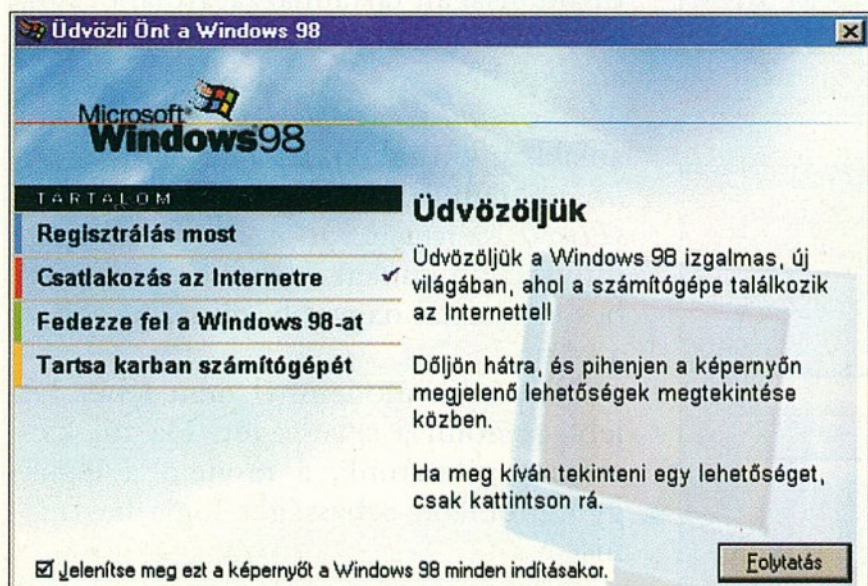 Üdvözli Önt a Windows 98
Microsoft
Windows 98
TARTALOM
Regisztrálás most
Csatlakozás az Internetre
Fedezze fel a Windows 98-at
Tartsa karban számítógépét
Üdvözöljük
Üdvözöljük a Windows 98 izgalmas, új
világában, ahol a számítógépe találkozik
az Internettel!
Dőljön hátra, és pihenjen a képernyőn
megjelenő lehetőségek megtekintése
közben.
Ha meg kíván tekinteni egy lehetőséget,
csak kattintson rá.
Jelenítse meg ezt a képernyőt a Windows 98 minden indításakor.
Folytatás